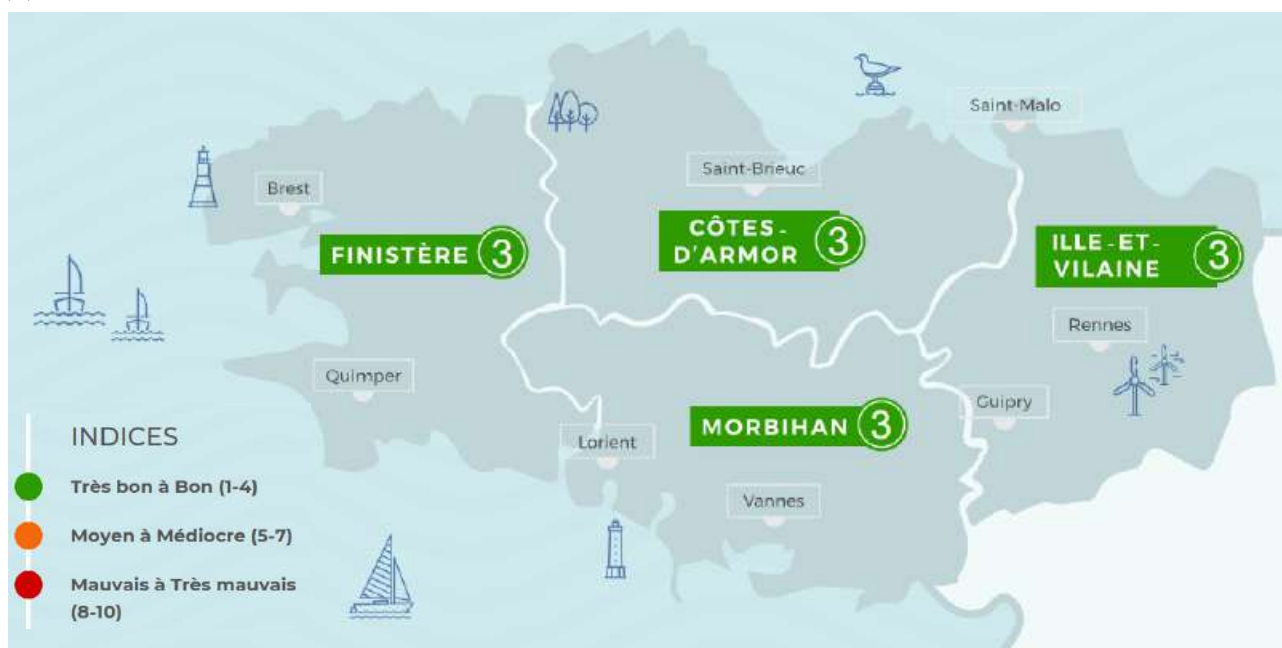 Saint-Malo
Saint-Brieuc
Brest
FINISTÈRE 3
CÔTES-
D'ARMOR 3
ILLE-ET-
VILAINE 3
Rennes
Quimper
Guipry
MORBIHAN 3
Lorient
Vannes
INDICES
Très bon à Bon (1-4)
Moyen à Médiocre (5-7)
Mauvais à Très mauvais
(8-10)